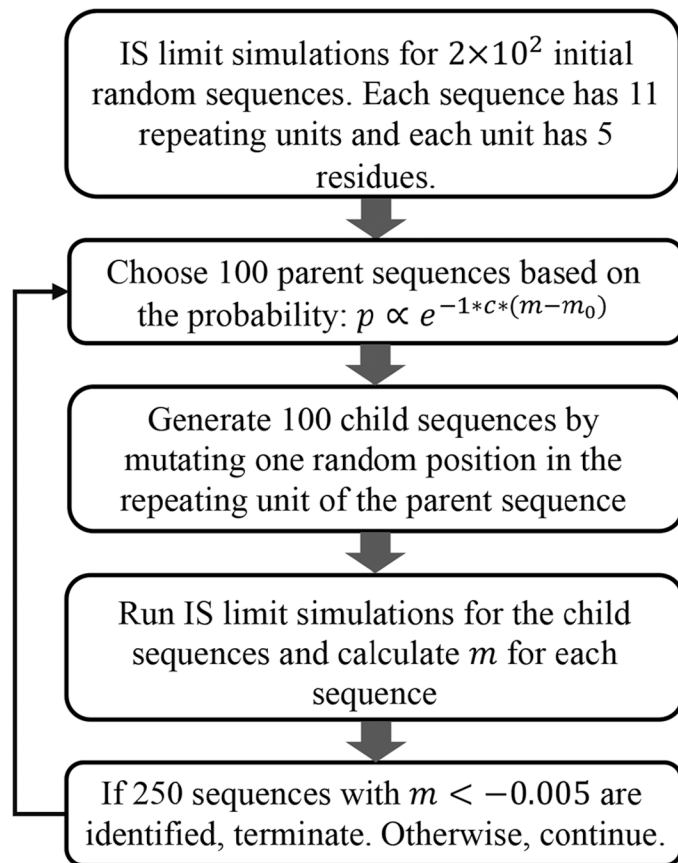 IS limit simulations for 2×10² initial
random sequences. Each sequence has 11
repeating units and each unit has 5
residues.
Choose 100 parent sequences based on
the probability: p ∝ e^{−1*c*(m−m₀)}
Generate 100 child sequences by
mutating one random position in the
repeating unit of the parent sequence
Run IS limit simulations for the child
sequences and calculate m for each
sequence
If 250 sequences with m < −0.005 are
identified, terminate. Otherwise, continue.